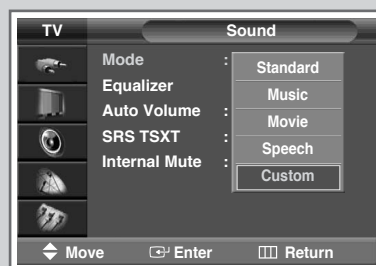 TV Sound
Mode : Standard
Equalizer Music
Auto Volume : Movie
SRS TSXT : Speech
Internal Mute : Custom
Move Enter Return